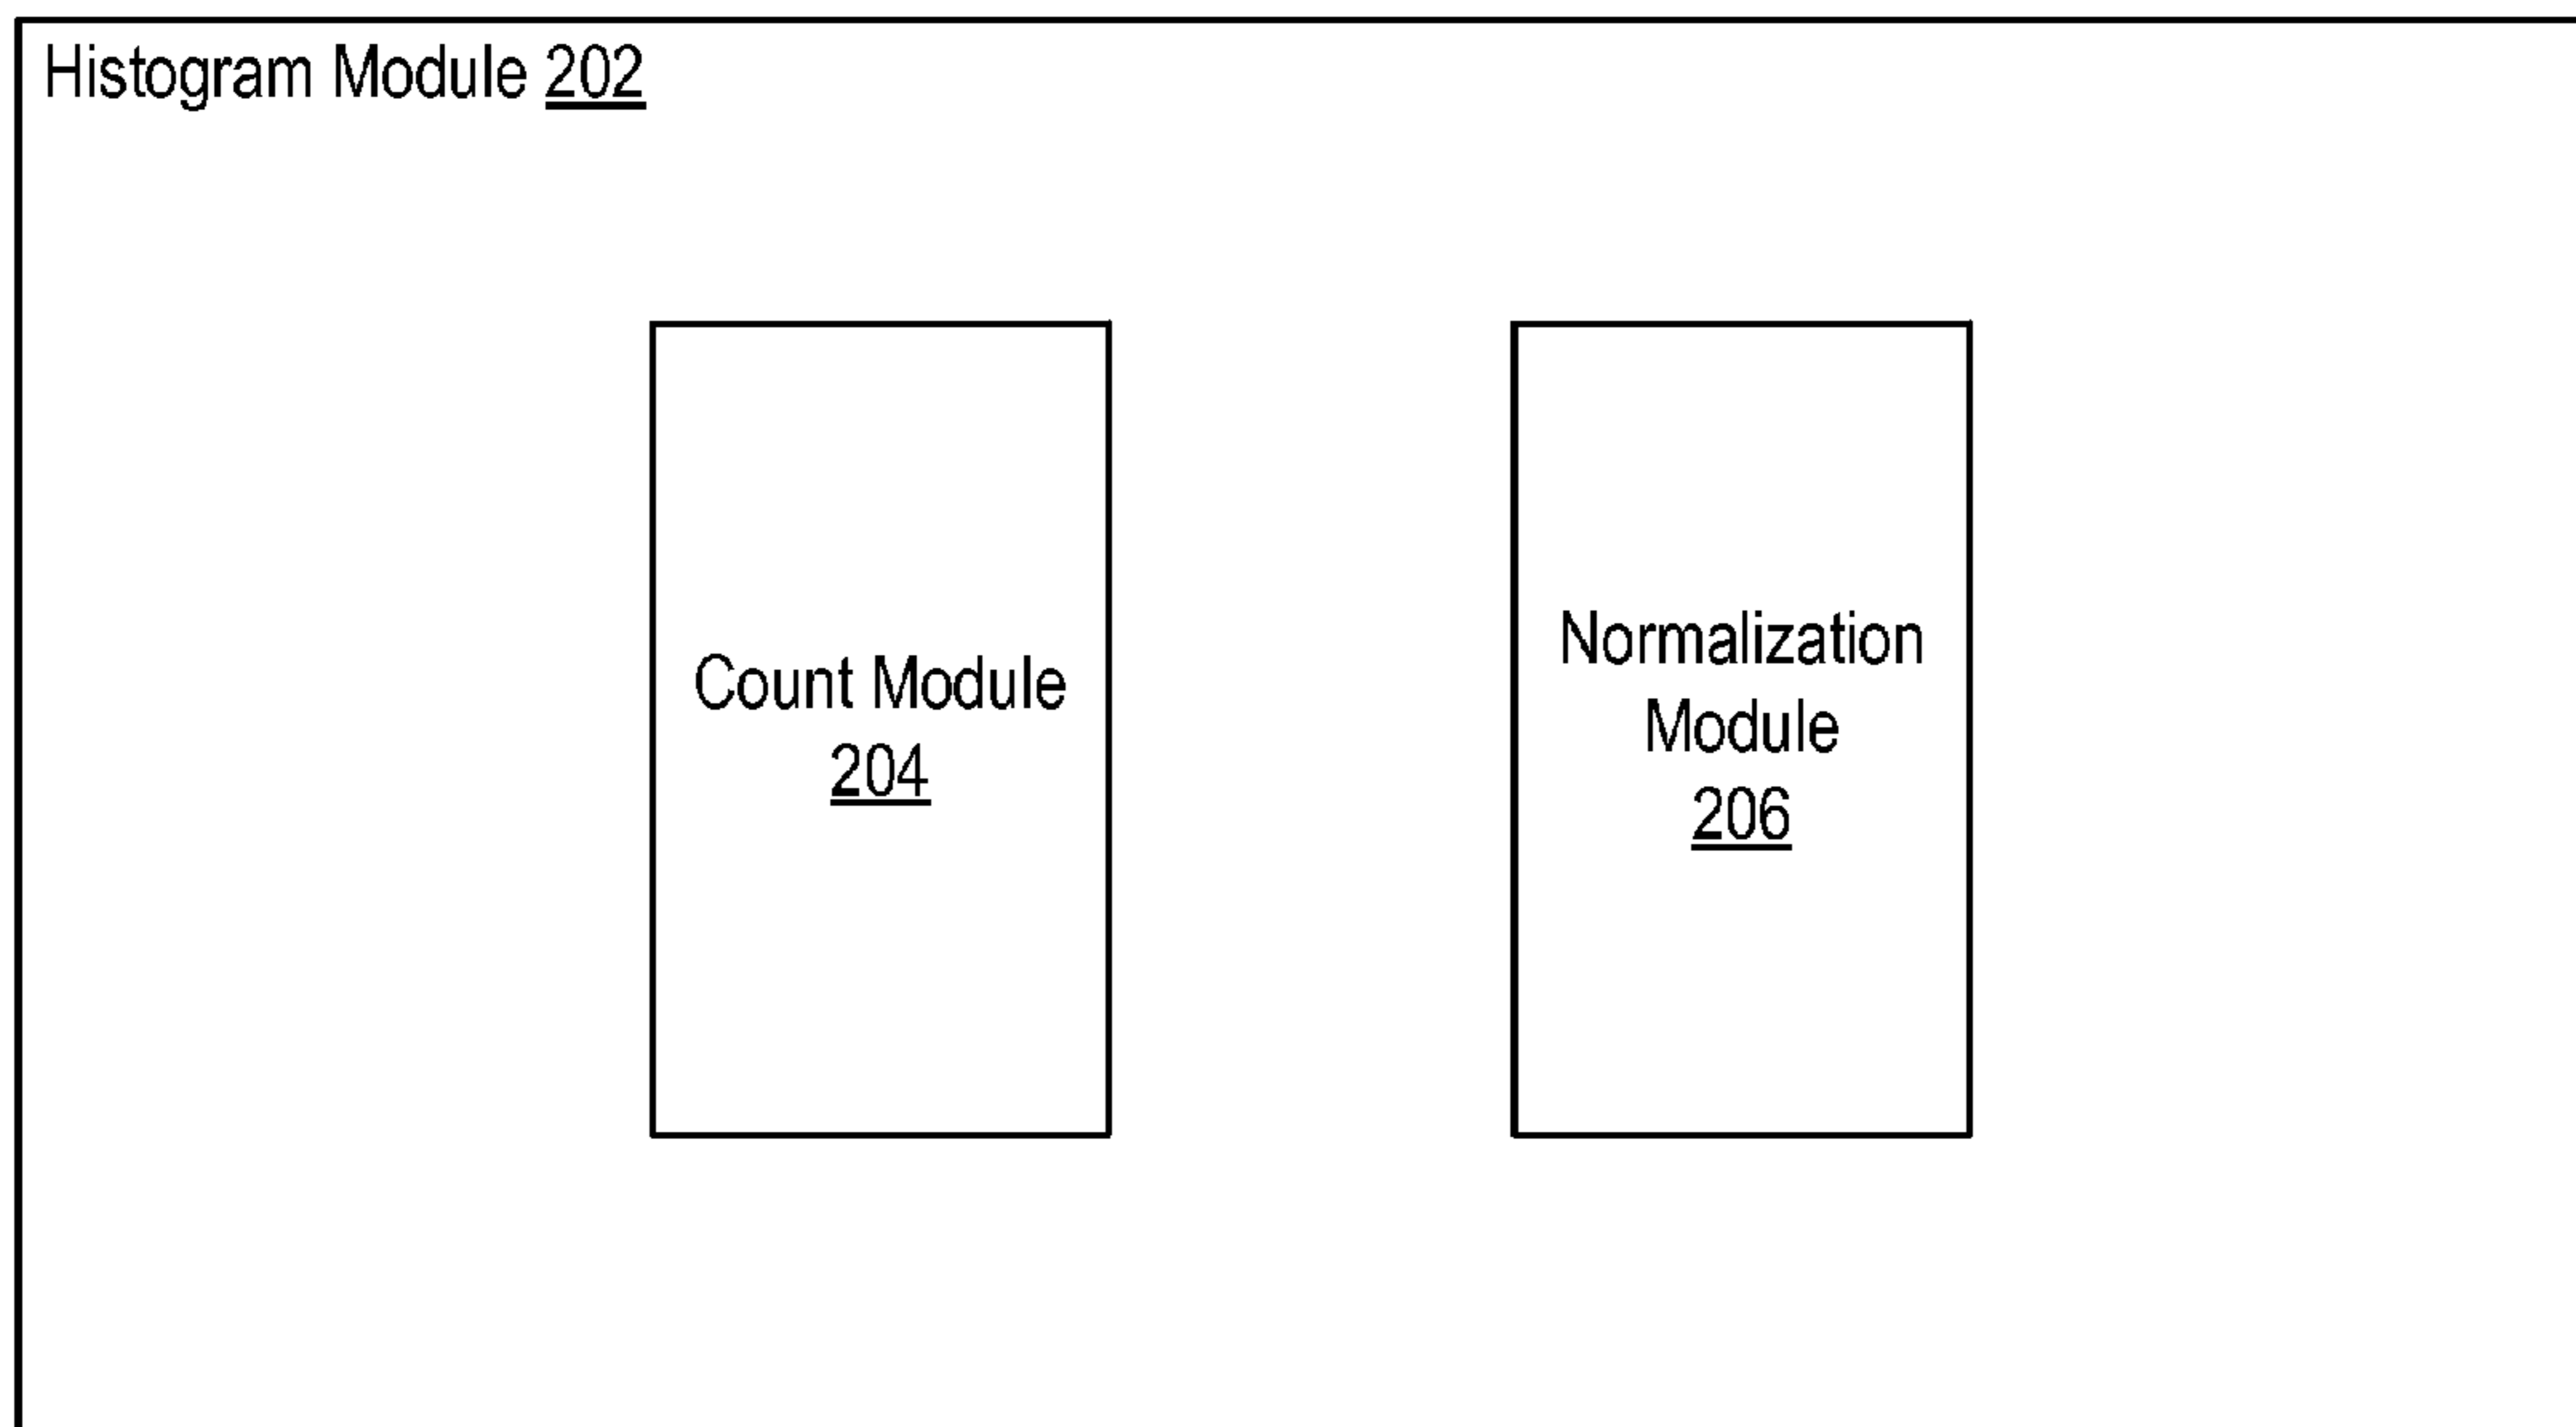 Histogram Module 202
Count Module
204
Normalization
Module
206